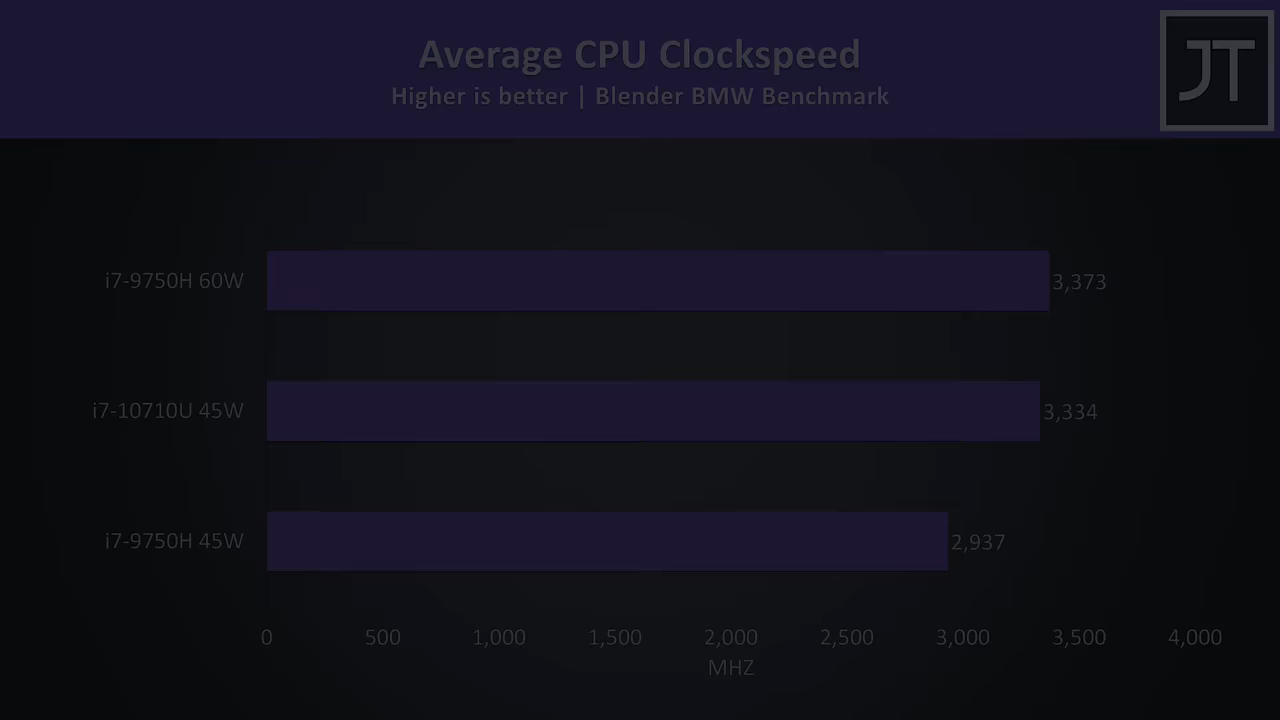 Average CPU Clockspeed
Higher is better | Blender BMW Benchmark
JT
i7-9750H 60W 3,373
i7-10710U 45W 3,334
i7-9750H 45W 2,937
0 500 1,000 1,500 2,000 2,500 3,000 3,500 4,000
MHZ